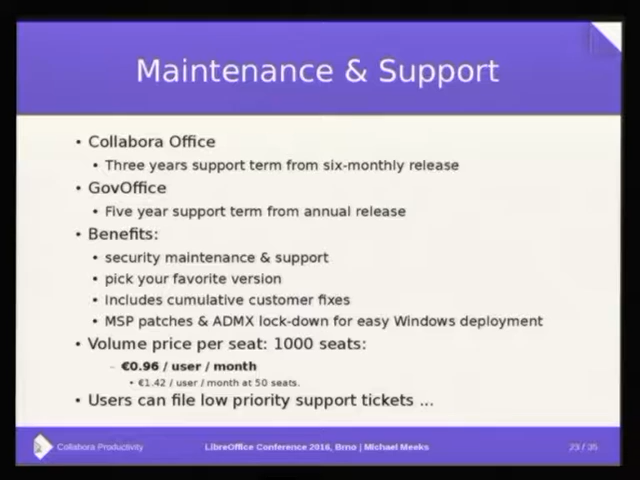 Maintenance & Support
• Collabora Office
• Three years support term from six-monthly release
• GovOffice
• Five year support term from annual release
• Benefits:
• security maintenance & support
• pick your favorite version
• Includes cumulative customer fixes
• MSP patches & ADMX lock-down for easy Windows deployment
• Volume price per seat: 1000 seats:
– €0.96 / user / month
• €1.42 / user / month at 50 seats.
• Users can file low priority support tickets ...
Collabora Productivity
LibreOffice Conference 2016, Brno | Michael Meeks
23 / 35